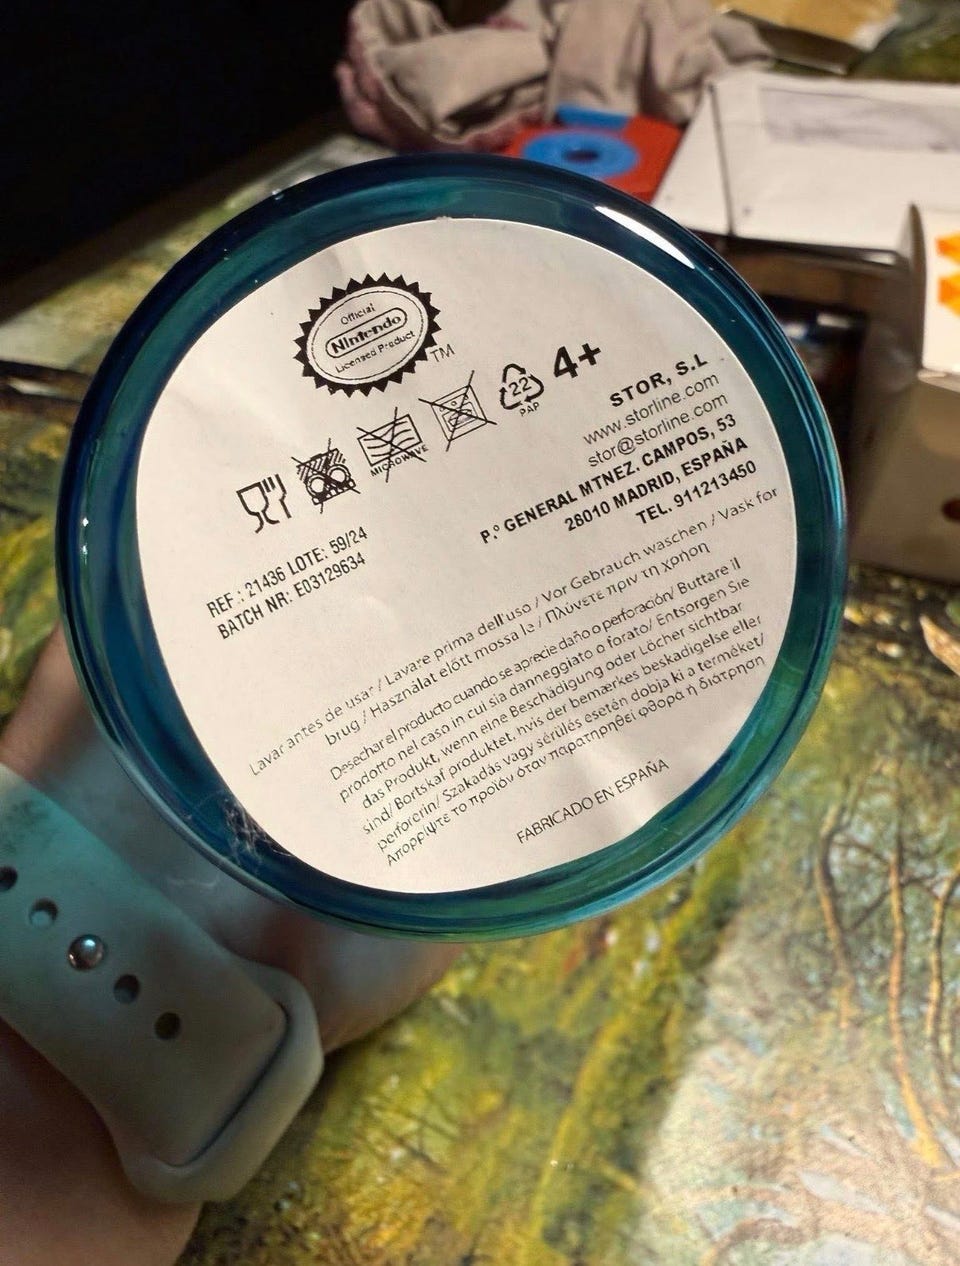 Official
Nintendo
Licensed Product
TM
MICROWAVE
22
PAP
4+
STOR, S.L
www.storline.com
stor@storline.com
P.º GENERAL MTNEZ. CAMPOS, 53
28010 MADRID, ESPAÑA
TEL. 911213450
REF : 21436 LOTE: 59/24
BATCH NR: E03129634
Lavar antes de usar / Lavare prima dell'uso / Vor Gebrauch waschen / Vask for
brug / Használat előtt mossa le / Πλύνετε πριν τη χρήση
Desechar el producto cuando se aprecie daño o perforación/ Buttare il
prodorto nel caso in cui sia danneggiato o forato/ Entsorgen Sie
das Produkt, wenn eine Beschädigung oder Löcher sichtbar
sind/ Bortskaf produktet, hvis der bemærkes beskadigelse eller
perforerin/ Szakadás vagy sérülés esetén dobja ki a terméket/
Απορρίψτε το προϊόν όταν παρατηρηθεί φθορά ή διάτρηση
FABRICADO EN ESPAÑA